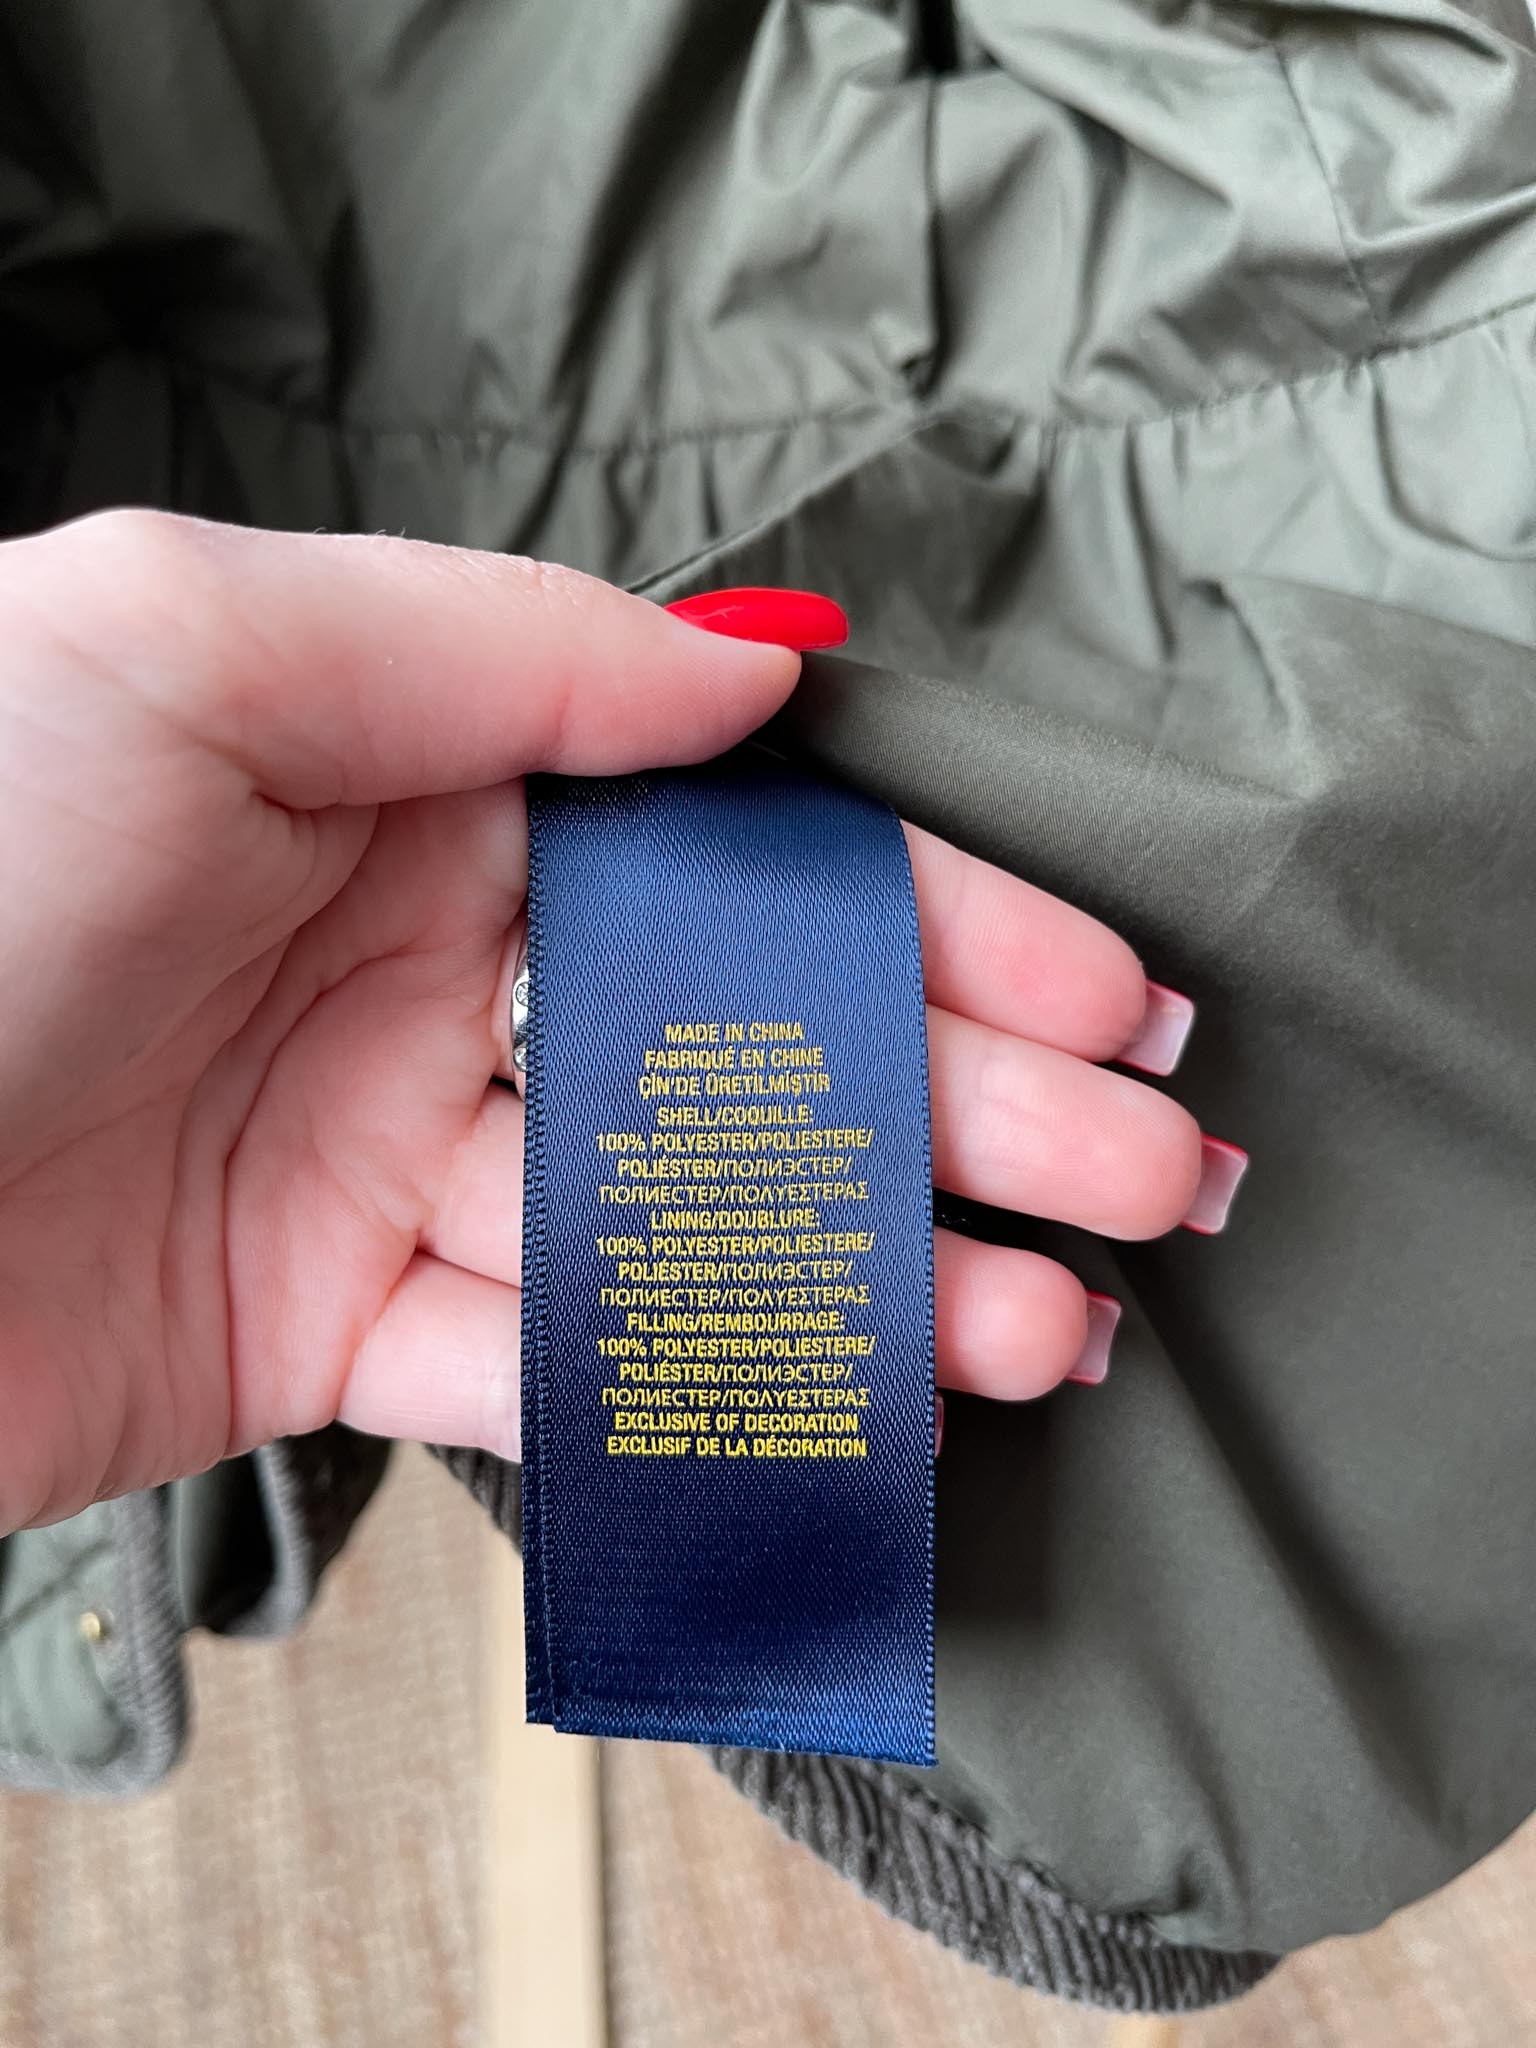 MADE IN CHINA
FABRIQUÉ EN CHINE
ÇİN'DE ÜRETİLMİŞTİR
SHELL/COQUILLE:
100% POLYESTER/POLIESTERE/
POLIÉSTER/ПОЛИЭСТЕР/
ПОЛИЕСТЕР/ΠΟΛΥΕΣΤΕΡΑΣ
LINING/DOUBLURE:
100% POLYESTER/POLIESTERE/
POLIÉSTER/ПОЛИЭСТЕР/
ПОЛИЕСТЕР/ΠΟΛΥΕΣΤΕΡΑΣ
FILLING/REMBOURRAGE:
100% POLYESTER/POLIESTERE/
POLIÉSTER/ПОЛИЭСТЕР/
ПОЛИЕСТЕР/ΠΟΛΥΕΣΤΕΡΑΣ
EXCLUSIVE OF DECORATION
EXCLUSIF DE LA DÉCORATION